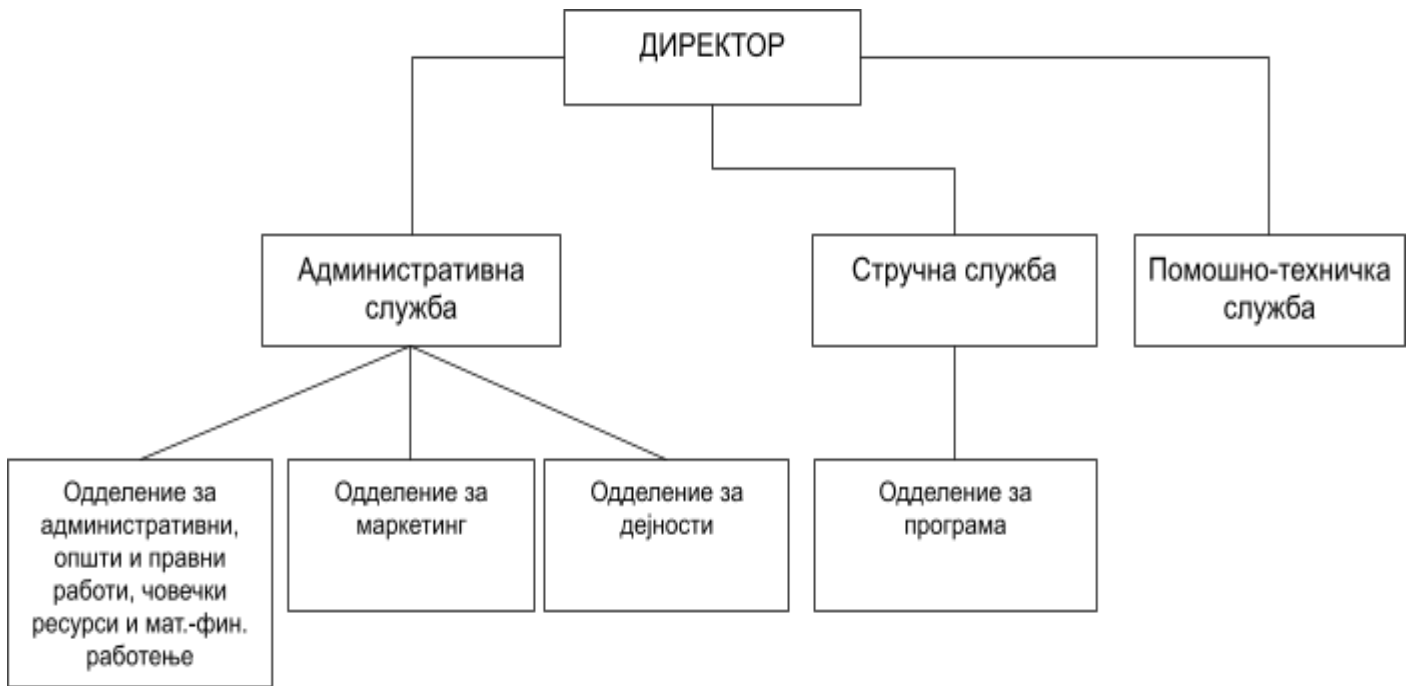 ДИРЕКТОР
Административна
служба
Стручна служба
Помошно-техничка
служба
Одделение за
административни,
општи и правни
работи, човечки
ресурси и мат.-фин.
работење
Одделение за
маркетинг
Одделение за
дејности
Одделение за
програма